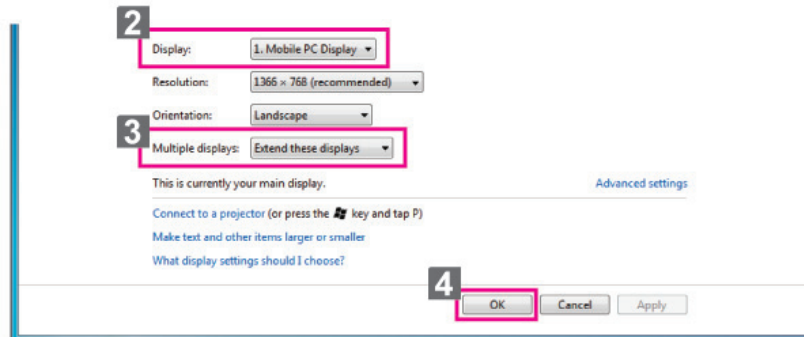 2
Display: 1. Mobile PC Display
Resolution: 1366 × 768 (recommended)
Orientation: Landscape
3
Multiple displays: Extend these displays
This is currently your main display. Advanced settings
Connect to a projector (or press the key and tap P)
Make text and other items larger or smaller
What display settings should I choose?
4
OK Cancel Apply